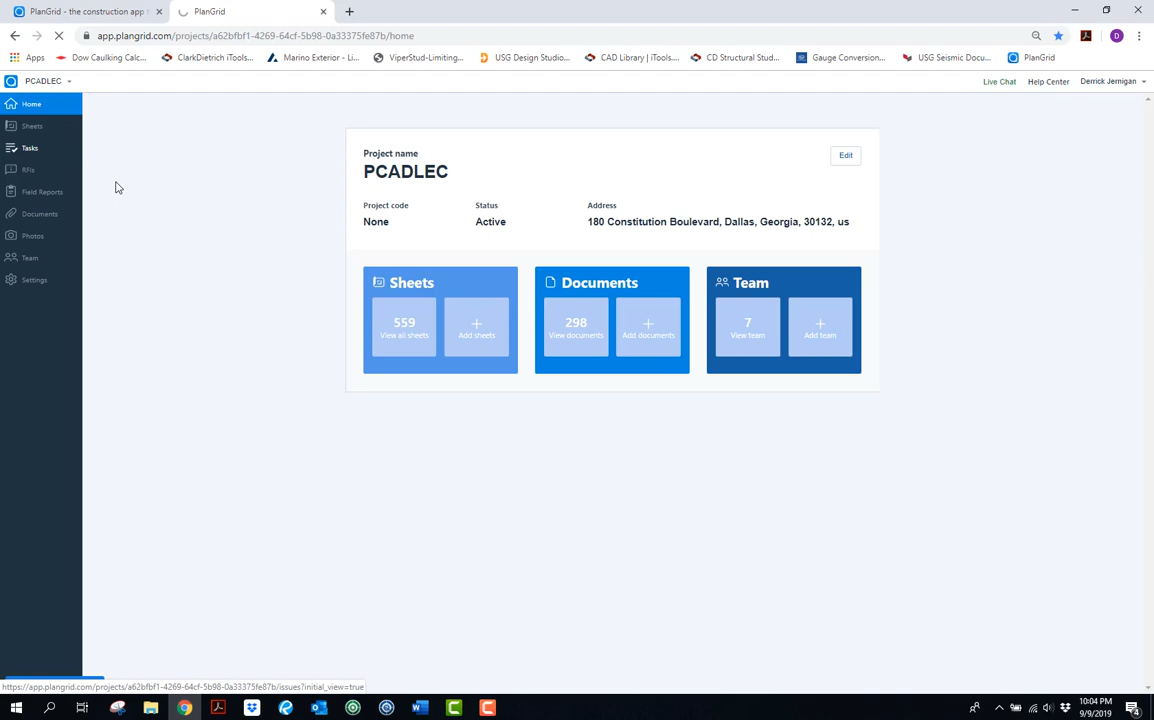 PlanGrid - the construction app
PlanGrid
app.plangrid.com/projects/a62bfbf1-4269-64cf-5b98-0a33375fe87b/home
Apps
Dow Caulking Calc...
ClarkDietrich iTools...
Marino Exterior - Li...
ViperStud-Limiting...
USG Design Studio...
CAD Library | iTools....
CD Structural Stud...
Gauge Conversion...
USG Seismic Docu...
PlanGrid
PCADLEC
Live Chat
Help Center
Derrick Jernigan
Home
Sheets
Tasks
RFIs
Field Reports
Documents
Photos
Team
Settings
Project name
PCADLEC
Edit
Project code
Status
Address
None
Active
180 Constitution Boulevard, Dallas, Georgia, 30132, us
Sheets
Documents
Team
559
View all sheets
Add sheets
298
View documents
Add documents
7
View team
Add team
https://app.plangrid.com/projects/a62bfbf1-4269-64cf-5b98-0a33375fe87b/issues?initial_view=true
10:04 PM
9/9/2019
4